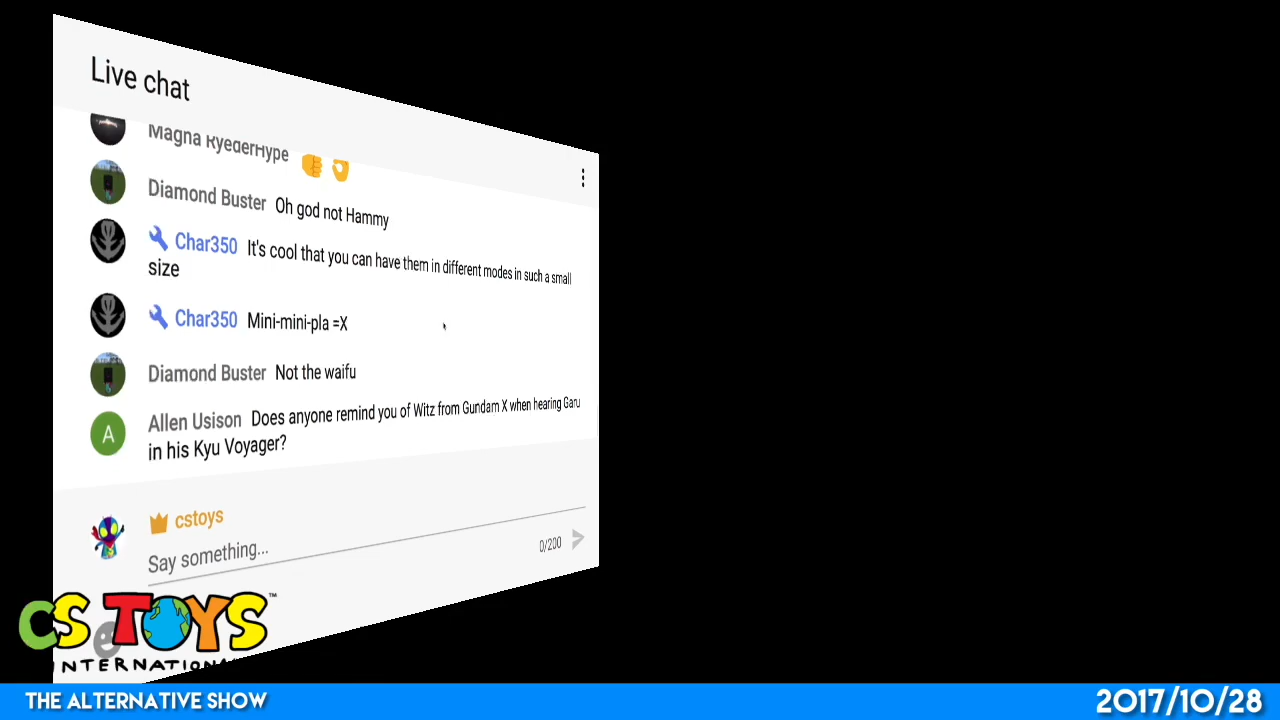 Live chat
Magna RyederHype
Diamond Buster Oh god not Hammy
Char350 It's cool that you can have them in different modes in such a small
size
Char350 Mini-mini-pla =X
Diamond Buster Not the waifu
A
Allen Usison Does anyone remind you of Witz from Gundam X when hearing Garu
in his Kyu Voyager?
cstoys
Say something...
0/200
CS TOYS™
INTERNATIONAL
THE ALTERNATIVE SHOW
2017/10/28